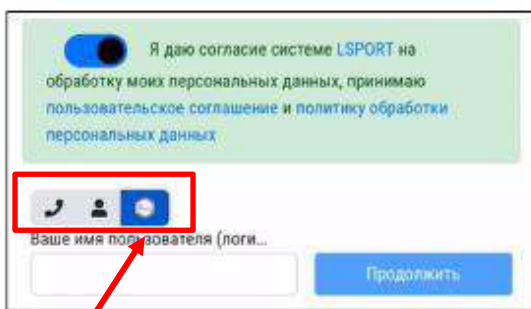 Я даю согласие системе LSPORT на
обработку моих персональных данных, принимаю
пользовательское соглашение и политику обработки
персональных данных
Ваше имя пользователя (логи...
Продолжить